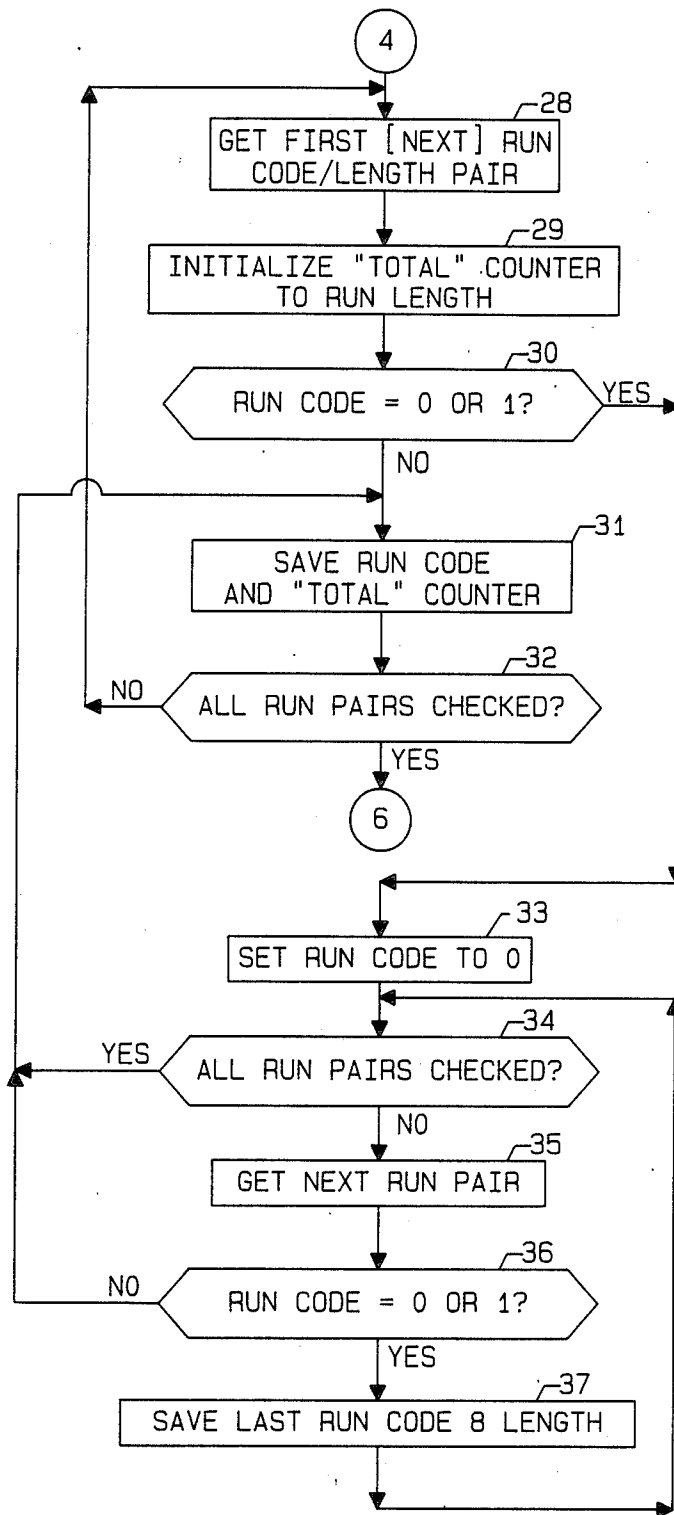 4
28
GET FIRST [NEXT] RUN
CODE/LENGTH PAIR
29
INITIALIZE "TOTAL" COUNTER
TO RUN LENGTH
30
RUN CODE = 0 OR 1?
YES
NO
31
SAVE RUN CODE
AND "TOTAL" COUNTER
32
NO
ALL RUN PAIRS CHECKED?
YES
6
33
SET RUN CODE TO 0
34
YES
ALL RUN PAIRS CHECKED?
NO
35
GET NEXT RUN PAIR
36
NO
RUN CODE = 0 OR 1?
YES
37
SAVE LAST RUN CODE 8 LENGTH